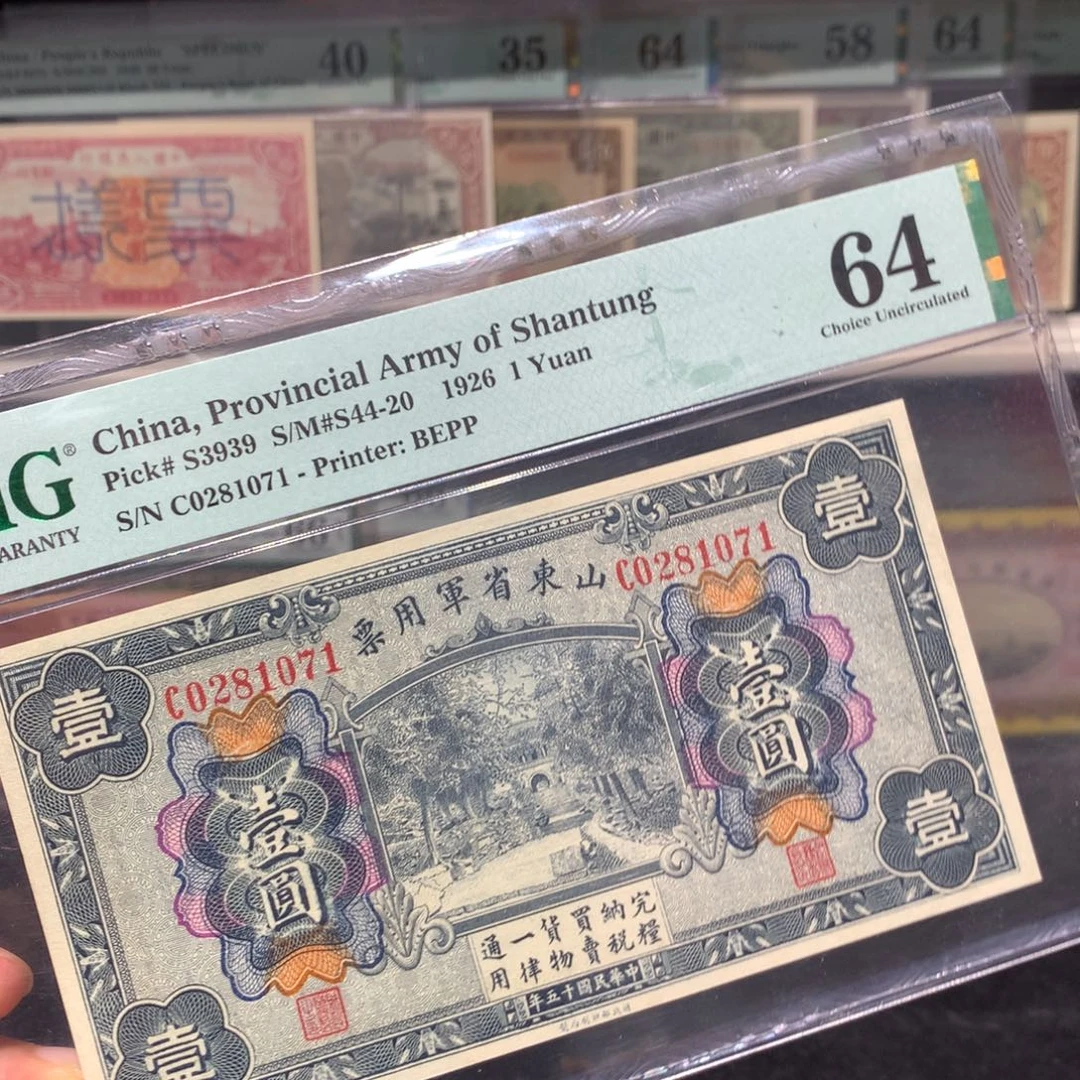 40
35
64
58
64
樣票
64
Choice Uncirculated
China, Provincial Army of Shantung
Pick# S3939 S/M#S44-20 1926 1 Yuan
S/N C0281071 - Printer: BEPP
ARANTY
壹
票用軍省東山
C0281071
C0281071
壹
壹圓
壹圓
壹
壹
通一貨買納完
用律物賣稅糧
年五十國民華中